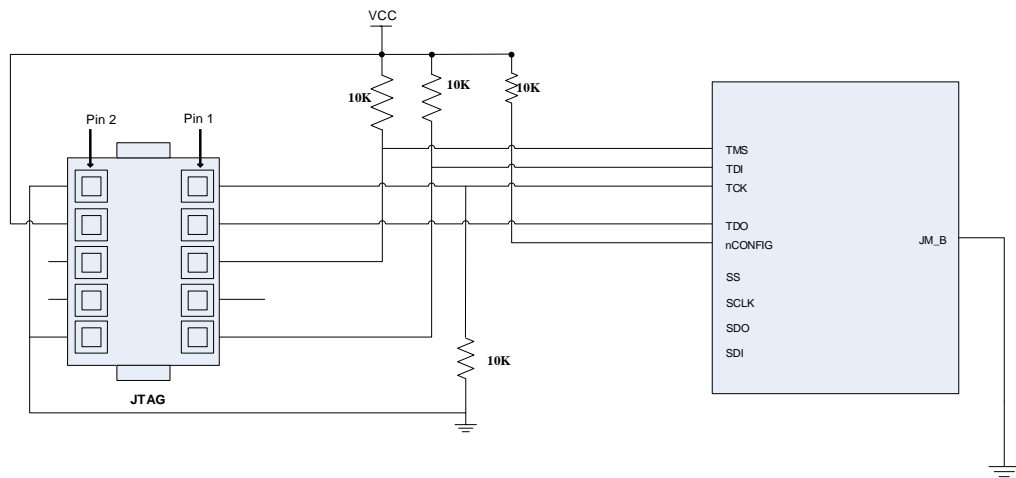 VCC
10K
10K
10K
Pin 2
Pin 1
TMS
TDI
TCK
TDO
nCONFIG
JM_B
SS
SCLK
SDO
SDI
10K
JTAG